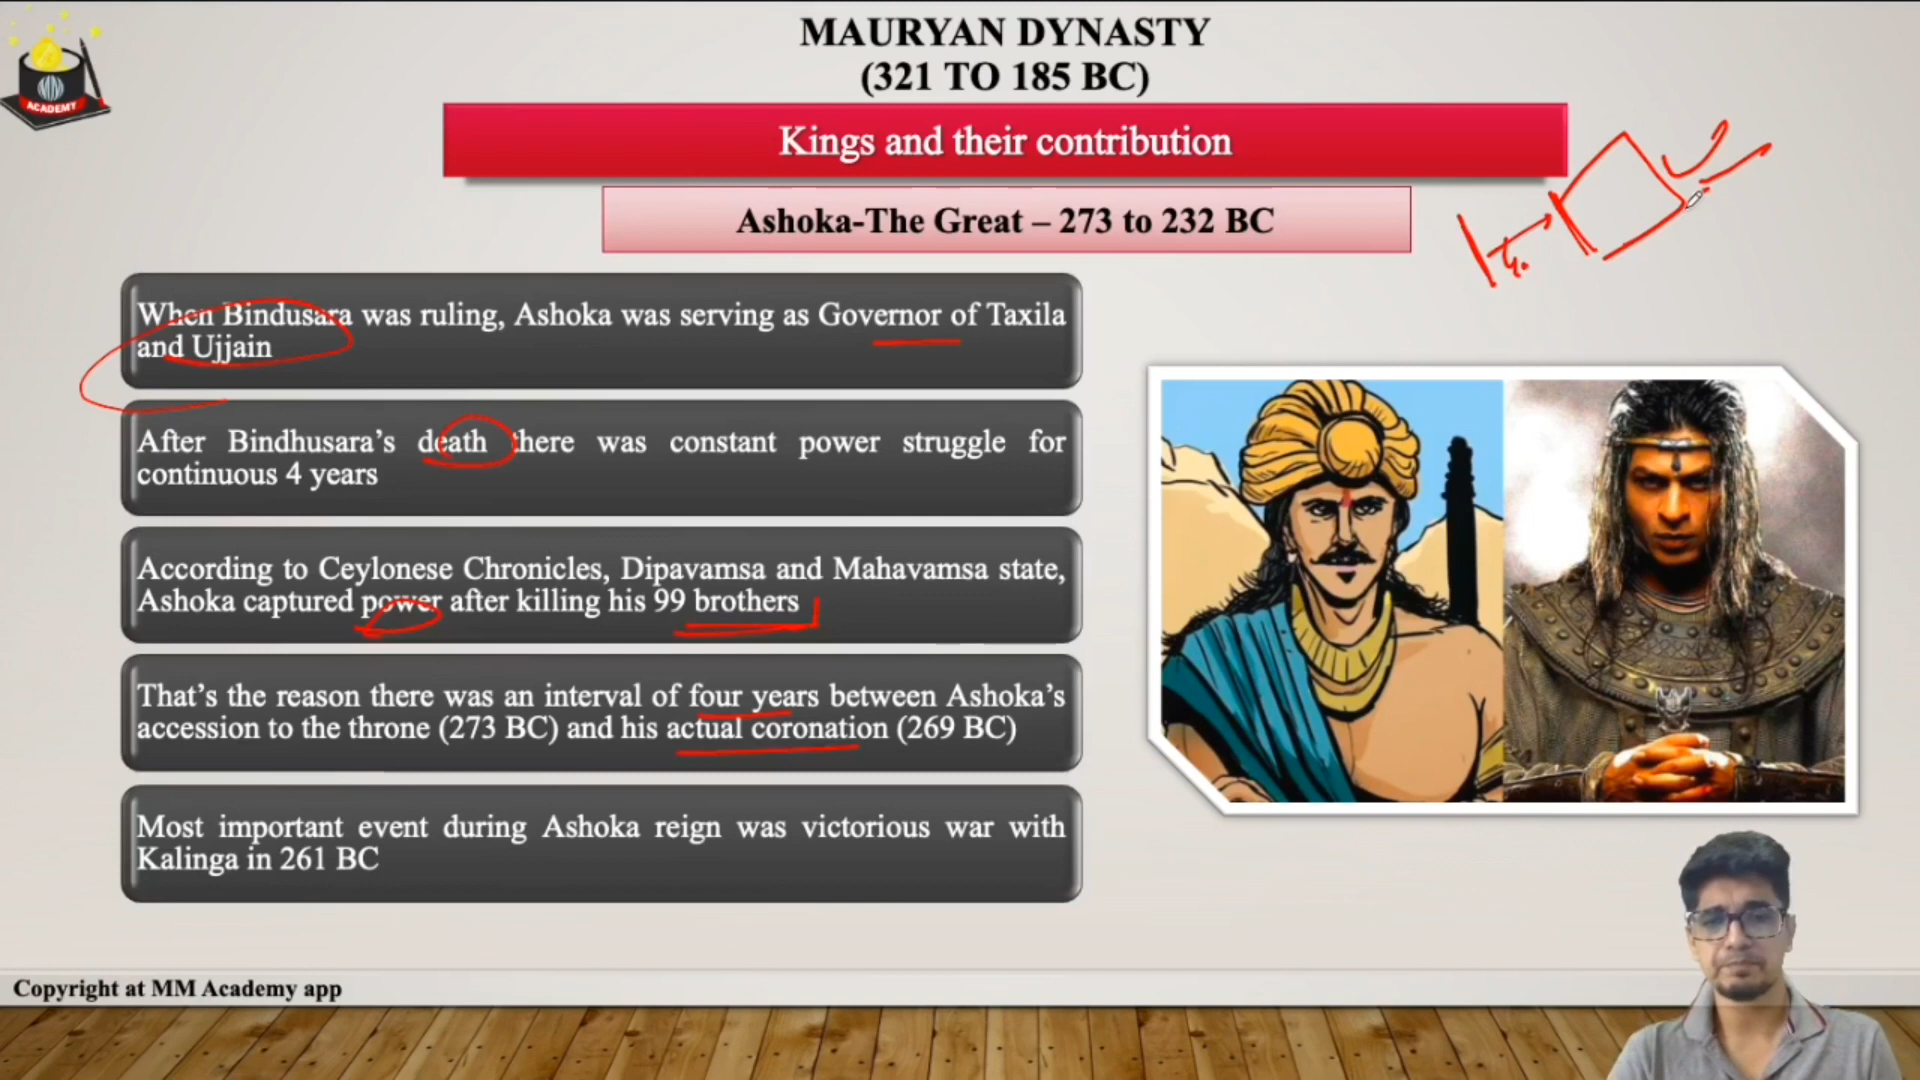 MAURYAN DYNASTY
(321 TO 185 BC)
ACADEMY
Kings and their contribution
Ashoka-The Great – 273 to 232 BC
When Bindusara was ruling, Ashoka was serving as Governor of Taxila
and Ujjain
After Bindhusara’s death there was constant power struggle for
continuous 4 years
According to Ceylonese Chronicles, Dipavamsa and Mahavamsa state,
Ashoka captured power after killing his 99 brothers
That’s the reason there was an interval of four years between Ashoka’s
accession to the throne (273 BC) and his actual coronation (269 BC)
Most important event during Ashoka reign was victorious war with
Kalinga in 261 BC
Copyright at MM Academy app